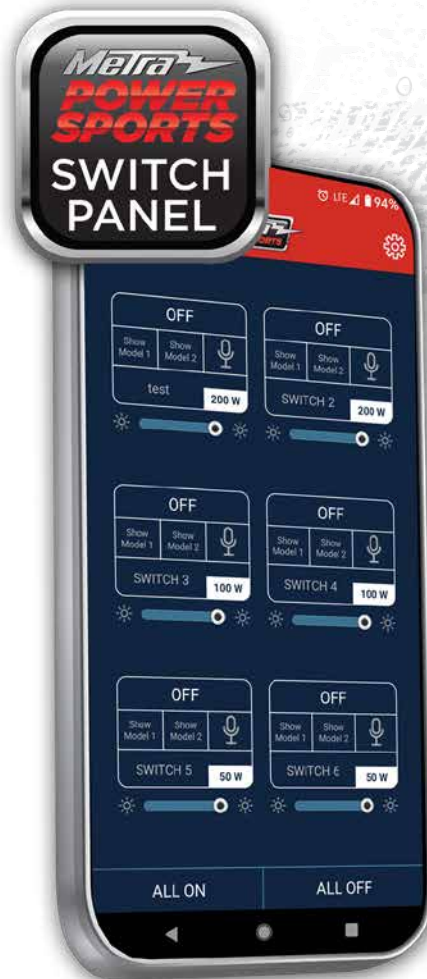 Metra
POWER
SPORTS
SWITCH
PANEL
LTE 94%
OFF
Show Model 1
Show Model 2
test
200 W
OFF
Show Model 1
Show Model 2
SWITCH 2
200 W
OFF
Show Model 1
Show Model 2
SWITCH 3
100 W
OFF
Show Model 1
Show Model 2
SWITCH 4
100 W
OFF
Show Model 1
Show Model 2
SWITCH 5
50 W
OFF
Show Model 1
Show Model 2
SWITCH 6
50 W
ALL ON
ALL OFF